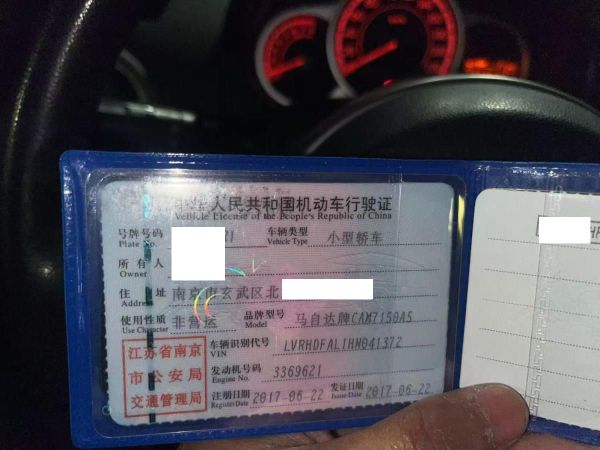 中华人民共和国机动车行驶证
Vehicle License of the People's Republic of China
号牌号码 21 车辆类型 小型轿车
Plate No. Vehicle Type
所有人
Owner
住址 南京市玄武区北
Address
使用性质 非营运 品牌型号 马自达牌CAM7150A5
Use Character Model
江苏省南京
市公安局
交通管理局
车辆识别代号 LVRHDFAL1HN041372
VIN
发动机号码 3369621
Engine No.
注册日期 2017-06-22 发证日期 2017-06-22
Register Date Issue Date